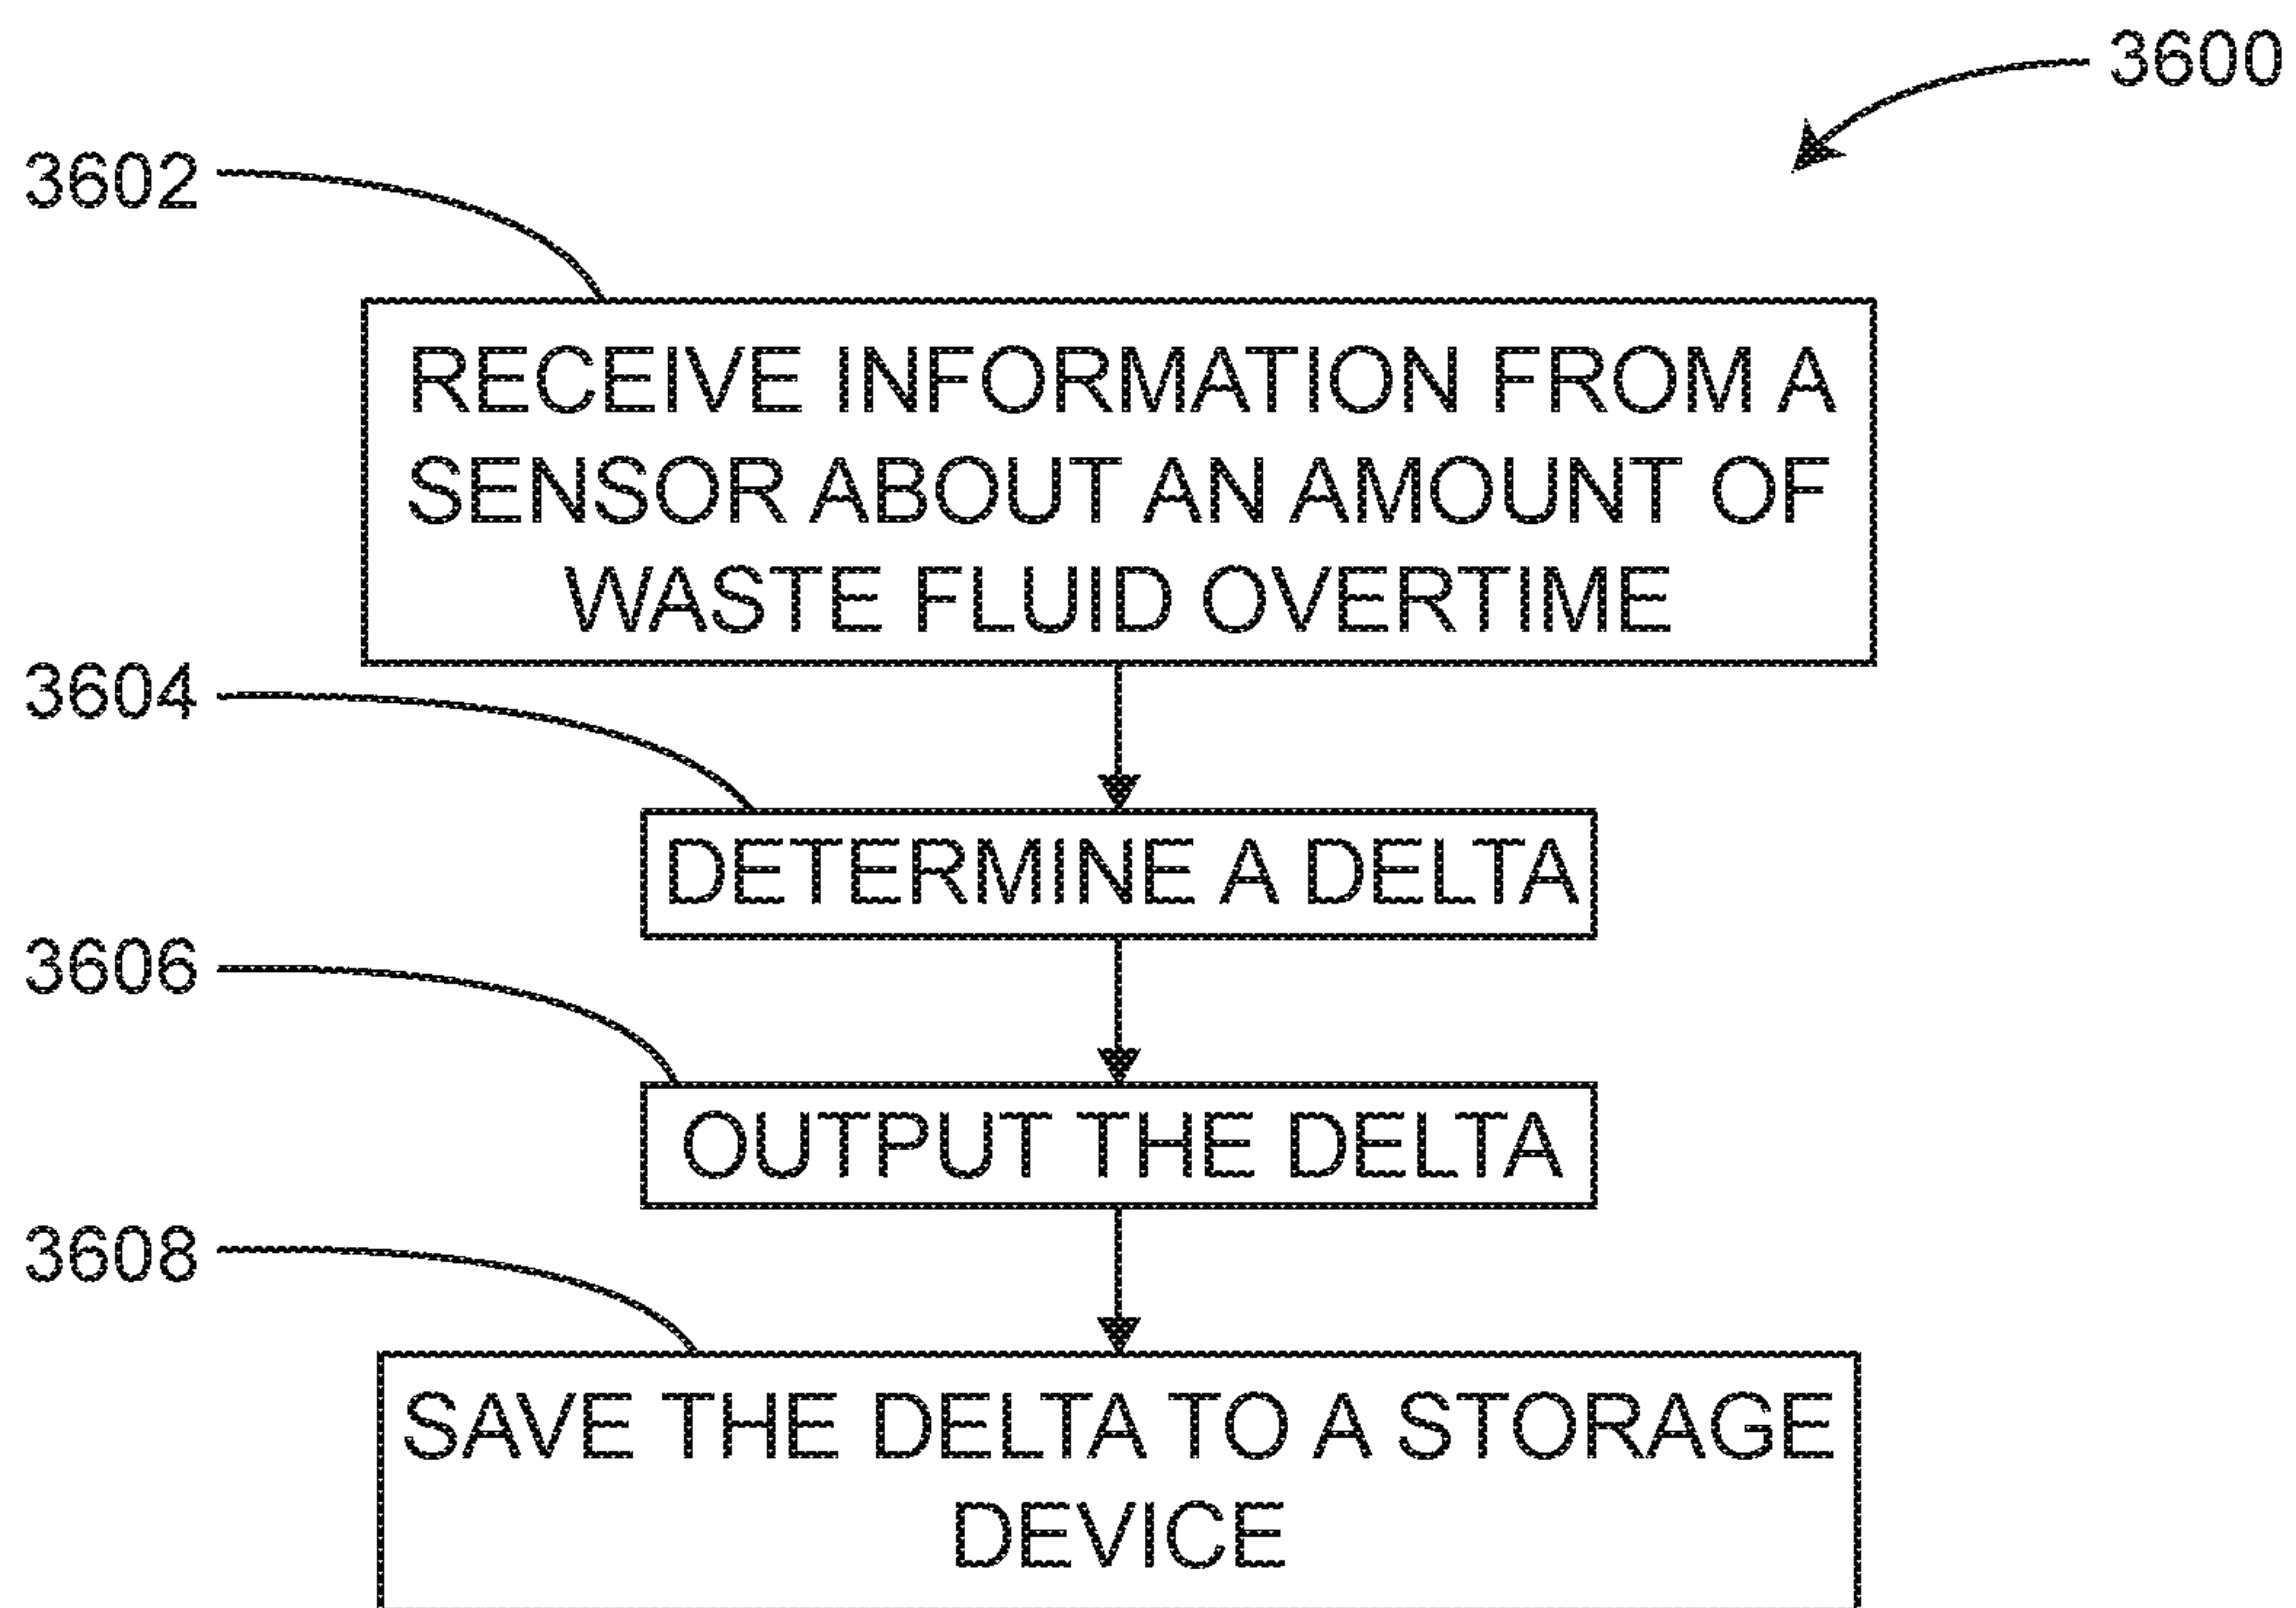 3600
3602
RECEIVE INFORMATION FROM A
SENSOR ABOUT AN AMOUNT OF
WASTE FLUID OVERTIME
3604
DETERMINE A DELTA
3606
OUTPUT THE DELTA
3608
SAVE THE DELTA TO A STORAGE
DEVICE